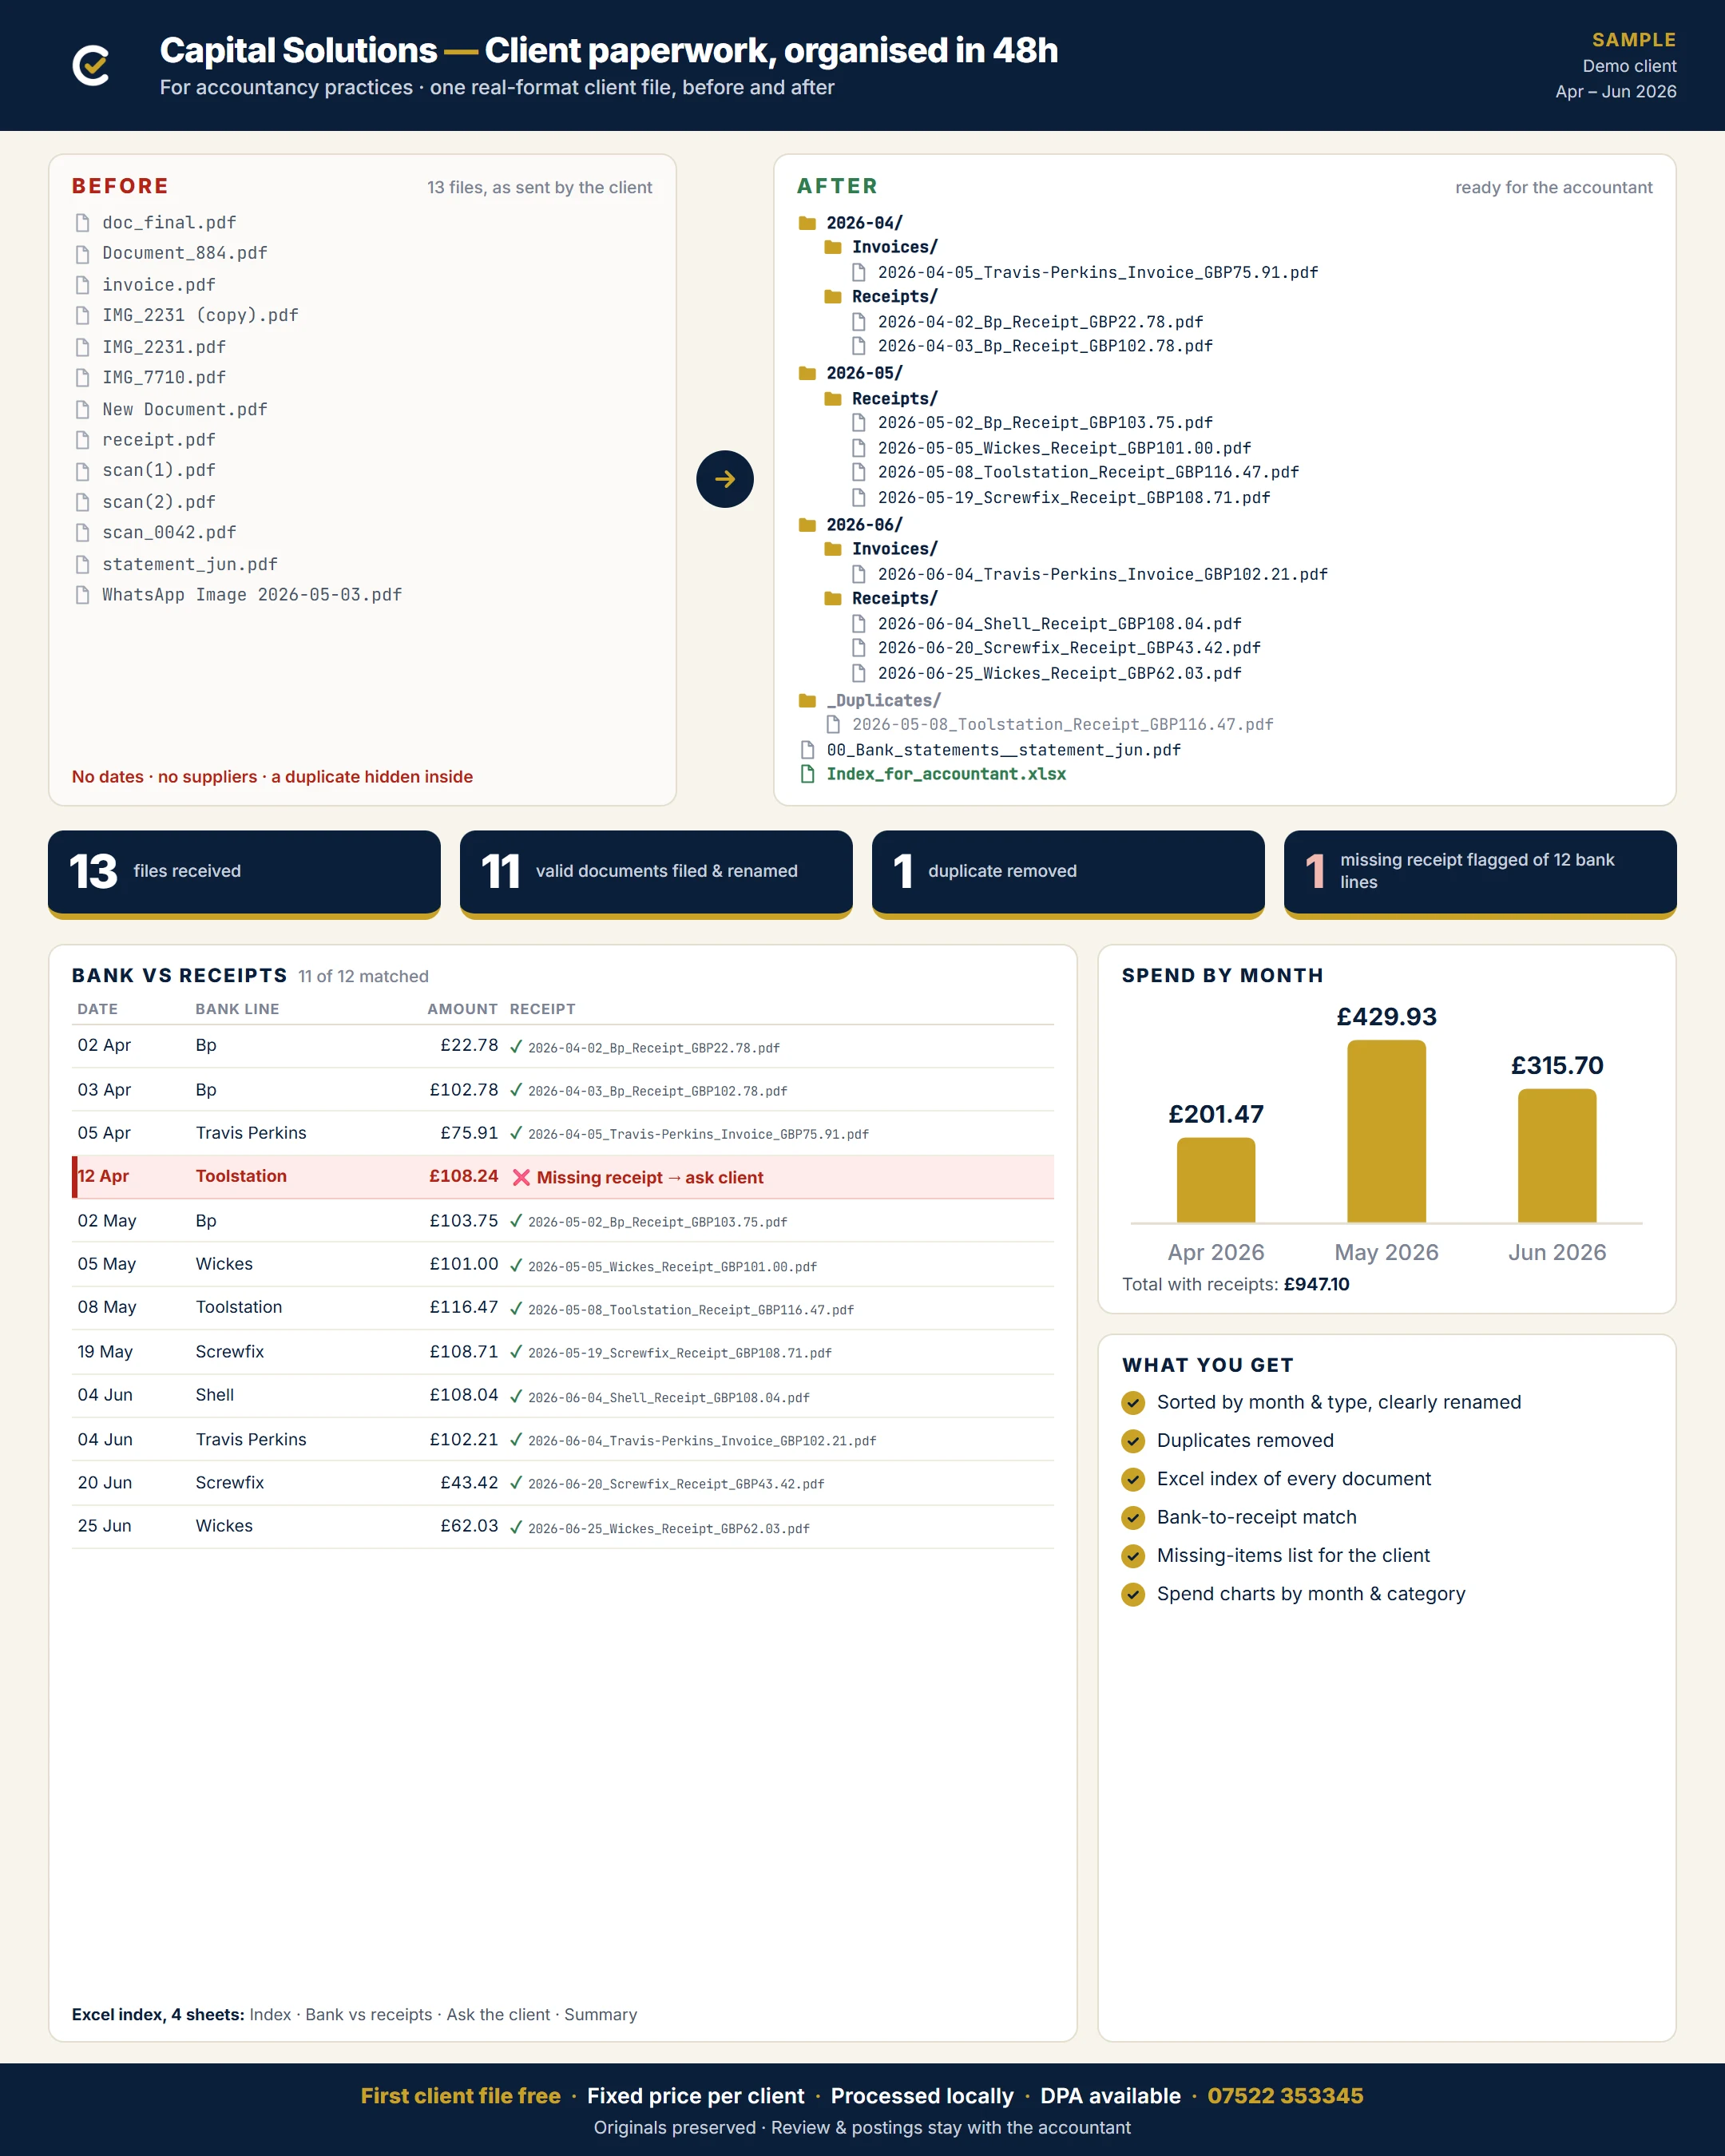 Capital Solutions — Client paperwork, organised in 48h
For accountancy practices · one real-format client file, before and after
SAMPLE
Demo client
Apr – Jun 2026
BEFORE
13 files, as sent by the client
doc_final.pdf
Document_884.pdf
invoice.pdf
IMG_2231 (copy).pdf
IMG_2231.pdf
IMG_7710.pdf
New Document.pdf
receipt.pdf
scan(1).pdf
scan(2).pdf
scan_0042.pdf
statement_jun.pdf
WhatsApp Image 2026-05-03.pdf
No dates · no suppliers · a duplicate hidden inside
AFTER
ready for the accountant
2026-04/
Invoices/
2026-04-05_Travis-Perkins_Invoice_GBP75.91.pdf
Receipts/
2026-04-02_Bp_Receipt_GBP22.78.pdf
2026-04-03_Bp_Receipt_GBP102.78.pdf
2026-05/
Receipts/
2026-05-02_Bp_Receipt_GBP103.75.pdf
2026-05-05_Wickes_Receipt_GBP101.00.pdf
2026-05-08_Toolstation_Receipt_GBP116.47.pdf
2026-05-19_Screwfix_Receipt_GBP108.71.pdf
2026-06/
Invoices/
2026-06-04_Travis-Perkins_Invoice_GBP102.21.pdf
Receipts/
2026-06-04_Shell_Receipt_GBP108.04.pdf
2026-06-20_Screwfix_Receipt_GBP43.42.pdf
2026-06-25_Wickes_Receipt_GBP62.03.pdf
_Duplicates/
2026-05-08_Toolstation_Receipt_GBP116.47.pdf
00_Bank_statements__statement_jun.pdf
Index_for_accountant.xlsx
13 files received
11 valid documents filed & renamed
1 duplicate removed
1 missing receipt flagged of 12 bank
lines
BANK VS RECEIPTS 11 of 12 matched
DATE BANK LINE AMOUNT RECEIPT
02 Apr Bp £22.78 ✓ 2026-04-02_Bp_Receipt_GBP22.78.pdf
03 Apr Bp £102.78 ✓ 2026-04-03_Bp_Receipt_GBP102.78.pdf
05 Apr Travis Perkins £75.91 ✓ 2026-04-05_Travis-Perkins_Invoice_GBP75.91.pdf
12 Apr Toolstation £108.24 ❌ Missing receipt → ask client
02 May Bp £103.75 ✓ 2026-05-02_Bp_Receipt_GBP103.75.pdf
05 May Wickes £101.00 ✓ 2026-05-05_Wickes_Receipt_GBP101.00.pdf
08 May Toolstation £116.47 ✓ 2026-05-08_Toolstation_Receipt_GBP116.47.pdf
19 May Screwfix £108.71 ✓ 2026-05-19_Screwfix_Receipt_GBP108.71.pdf
04 Jun Shell £108.04 ✓ 2026-06-04_Shell_Receipt_GBP108.04.pdf
04 Jun Travis Perkins £102.21 ✓ 2026-06-04_Travis-Perkins_Invoice_GBP102.21.pdf
20 Jun Screwfix £43.42 ✓ 2026-06-20_Screwfix_Receipt_GBP43.42.pdf
25 Jun Wickes £62.03 ✓ 2026-06-25_Wickes_Receipt_GBP62.03.pdf
Excel index, 4 sheets: Index · Bank vs receipts · Ask the client · Summary
SPEND BY MONTH
£429.93
£315.70
£201.47
Apr 2026 May 2026 Jun 2026
Total with receipts: £947.10
WHAT YOU GET
Sorted by month & type, clearly renamed
Duplicates removed
Excel index of every document
Bank-to-receipt match
Missing-items list for the client
Spend charts by month & category
First client file free · Fixed price per client · Processed locally · DPA available · 07522 353345
Originals preserved · Review & postings stay with the accountant